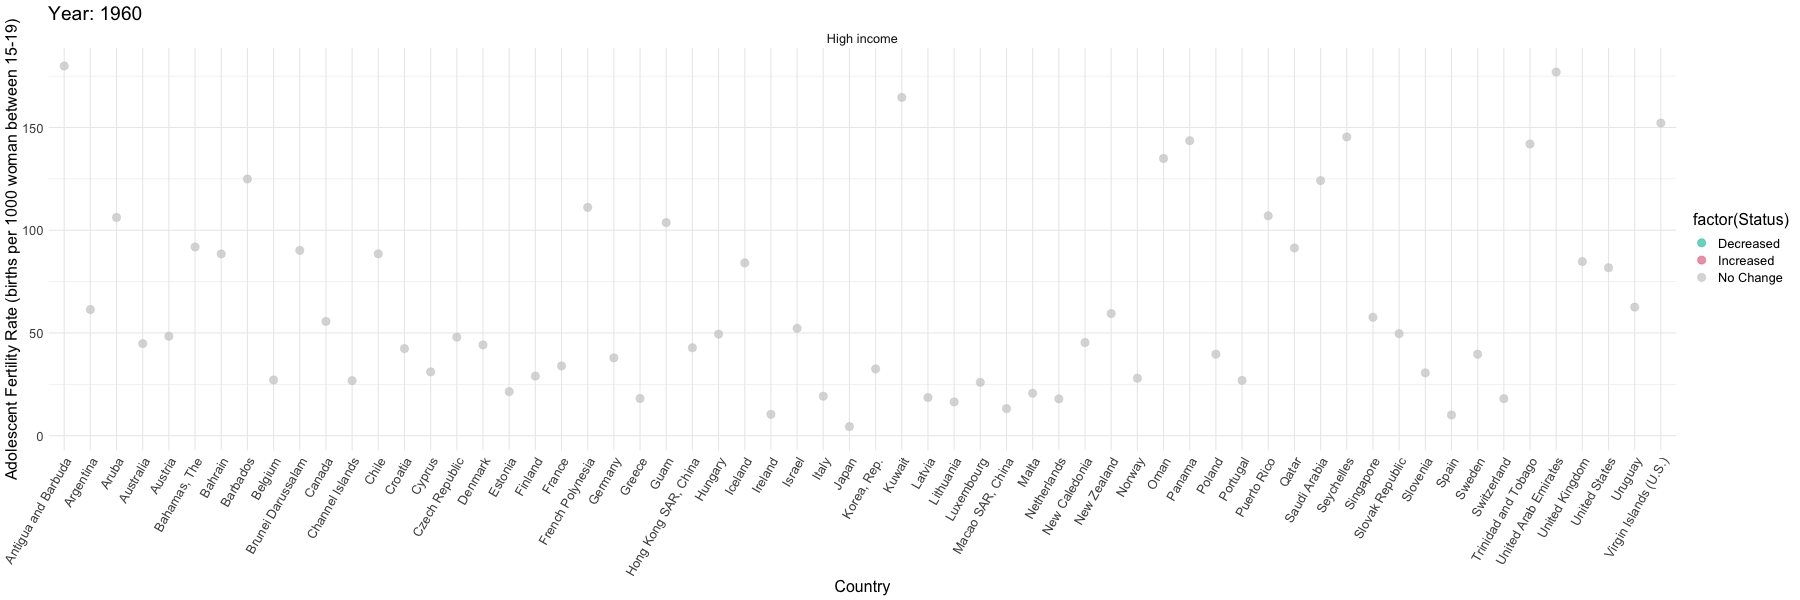 Year: 1960
High income
Adolescent Fertility Rate (births per 1000 woman between 15-19)
150
100
50
0
Antigua and Barbuda
Argentina
Aruba
Australia
Austria
Bahamas, The
Bahrain
Barbados
Belgium
Brunei Darussalam
Canada
Channel Islands
Chile
Croatia
Cyprus
Czech Republic
Denmark
Estonia
Finland
France
French Polynesia
Germany
Greece
Guam
Hong Kong SAR, China
Hungary
Iceland
Ireland
Israel
Italy
Japan
Korea, Rep.
Kuwait
Latvia
Lithuania
Luxembourg
Macao SAR, China
Malta
Netherlands
New Caledonia
New Zealand
Norway
Oman
Panama
Poland
Portugal
Puerto Rico
Qatar
Saudi Arabia
Seychelles
Singapore
Slovak Republic
Slovenia
Spain
Sweden
Switzerland
Trinidad and Tobago
United Arab Emirates
United Kingdom
United States
Uruguay
Virgin Islands (U.S.)
Country
factor(Status)
Decreased
Increased
No Change